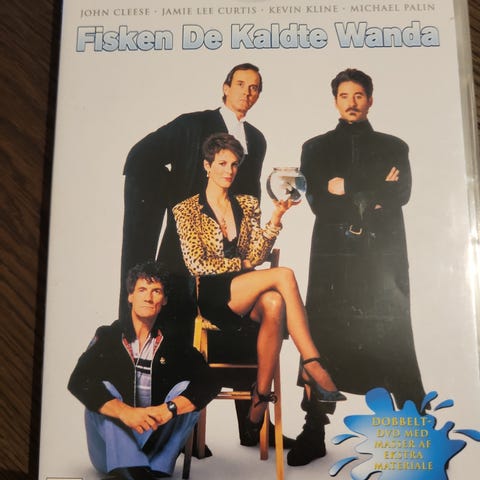 JOHN CLEESE • JAMIE LEE CURTIS • KEVIN KLINE • MICHAEL PALIN
Fisken De Kaldte Wanda
DOBBELT-
DVD MED
MASSER AF
EKSTRA
MATERIALE